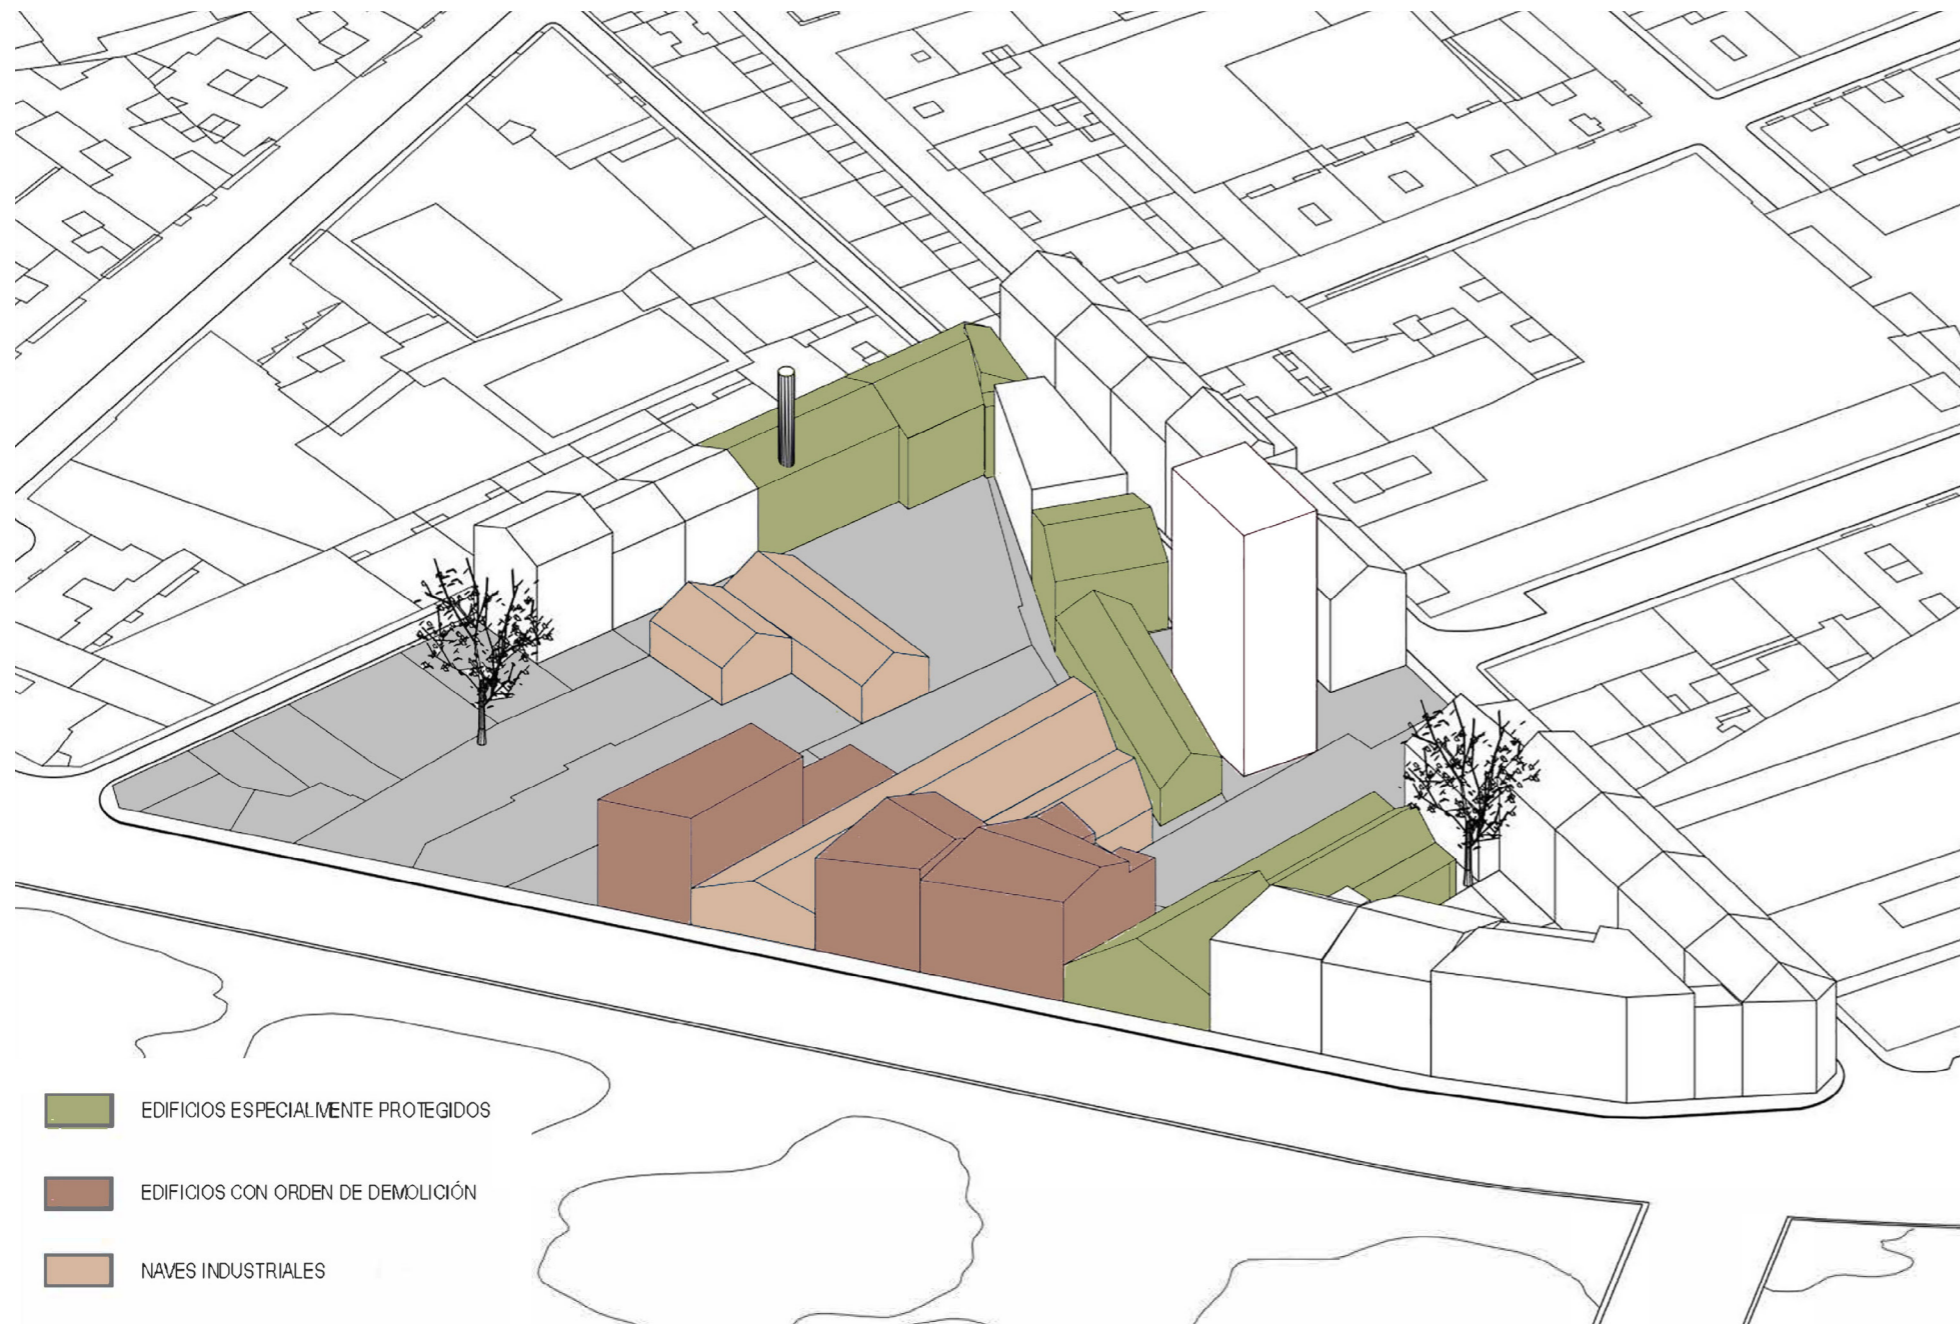 EDIFICIOS ESPECIALMENTE PROTEGIDOS
EDIFICIOS CON ORDEN DE DEMOLICIÓN
NAVES INDUSTRIALES